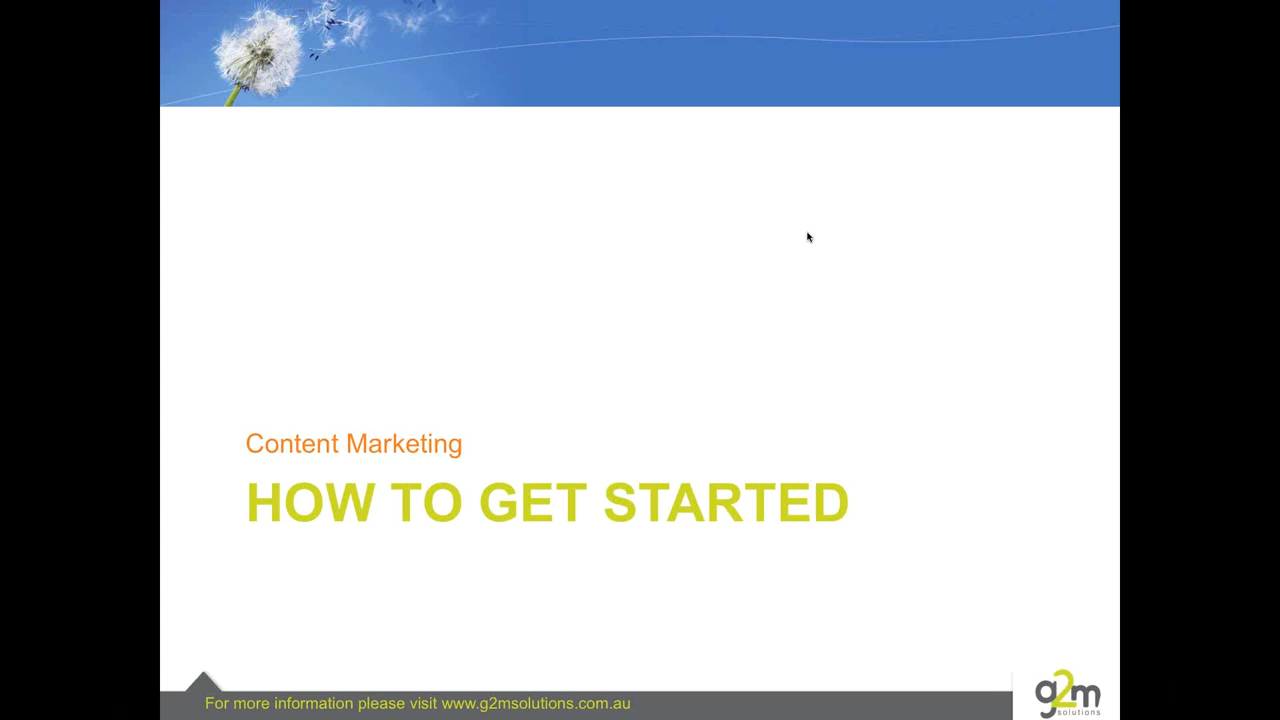 Content Marketing
HOW TO GET STARTED
For more information please visit www.g2msolutions.com.au
g2m
solutions